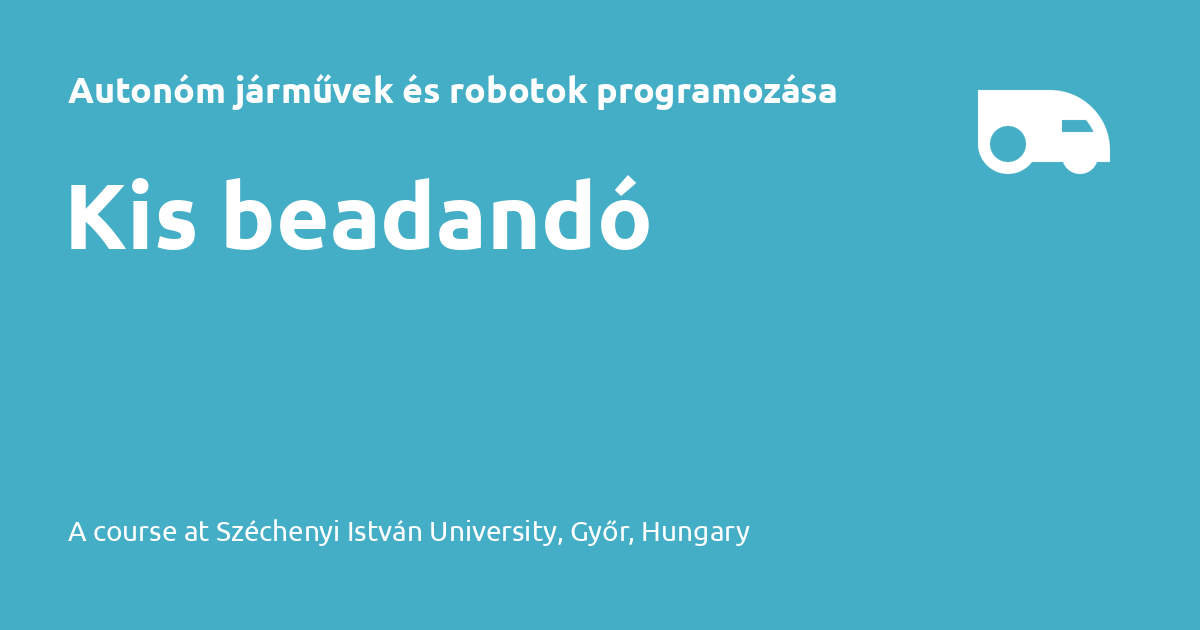 Autonóm járművek és robotok programozása
Kis beadandó
A course at Széchenyi István University, Győr, Hungary